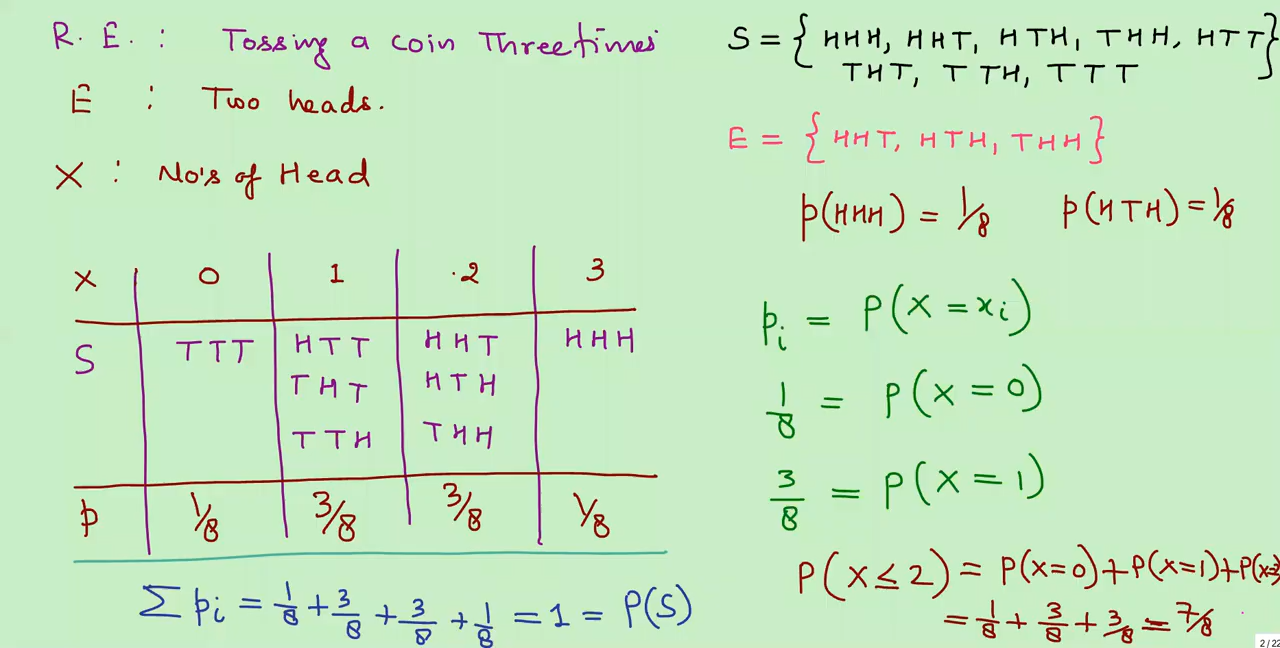 R. E. : Tossing a coin Three times
E : Two heads.
X : No's of Head
X 0 1 .2 3
S TTT HTT HHT HHH
THT HTH
TTH THH
p 1/8 3/8 3/8 1/8
∑ pi = 1/8 + 3/8 + 3/8 + 1/8 = 1 = P(S)
S = { HHH, HHT, HTH, THH, HTT }
THT, TTH, TTT
E = { HHT, HTH, THH }
p(HHH) = 1/8 p(HTH) = 1/8
pi = P(X = xi)
1/8 = P(X = 0)
3/8 = P(X = 1)
P(X ≤ 2) = P(X=0) + P(X=1) + P(X=2
= 1/8 + 3/8 + 3/8 = 7/8
2 / 22